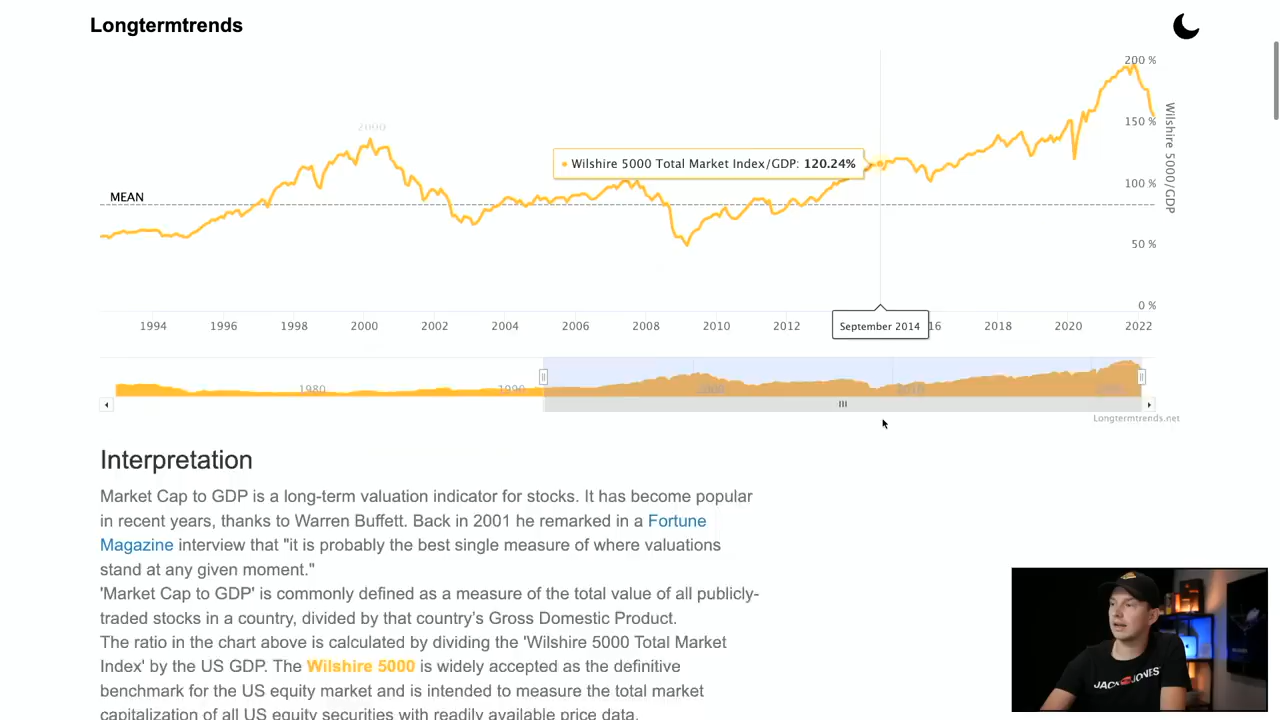 Longtermtrends
200 %
2000
150 %
Wilshire 5000 Total Market Index/GDP: 120.24%
Wilshire 5000/GDP
100 %
MEAN
50 %
0 %
1994 1996 1998 2000 2002 2004 2006 2008 2010 2012 September 2014 16 2018 2020 2022
1980 1990 2000 2010
Longtermtrends.net
Interpretation
Market Cap to GDP is a long-term valuation indicator for stocks. It has become popular
in recent years, thanks to Warren Buffett. Back in 2001 he remarked in a Fortune
Magazine interview that "it is probably the best single measure of where valuations
stand at any given moment."
'Market Cap to GDP' is commonly defined as a measure of the total value of all publicly-
traded stocks in a country, divided by that country's Gross Domestic Product.
The ratio in the chart above is calculated by dividing the 'Wilshire 5000 Total Market
Index' by the US GDP. The Wilshire 5000 is widely accepted as the definitive
benchmark for the US equity market and is intended to measure the total market
capitalization of all US equity securities with readily available price data.
JACK JONES